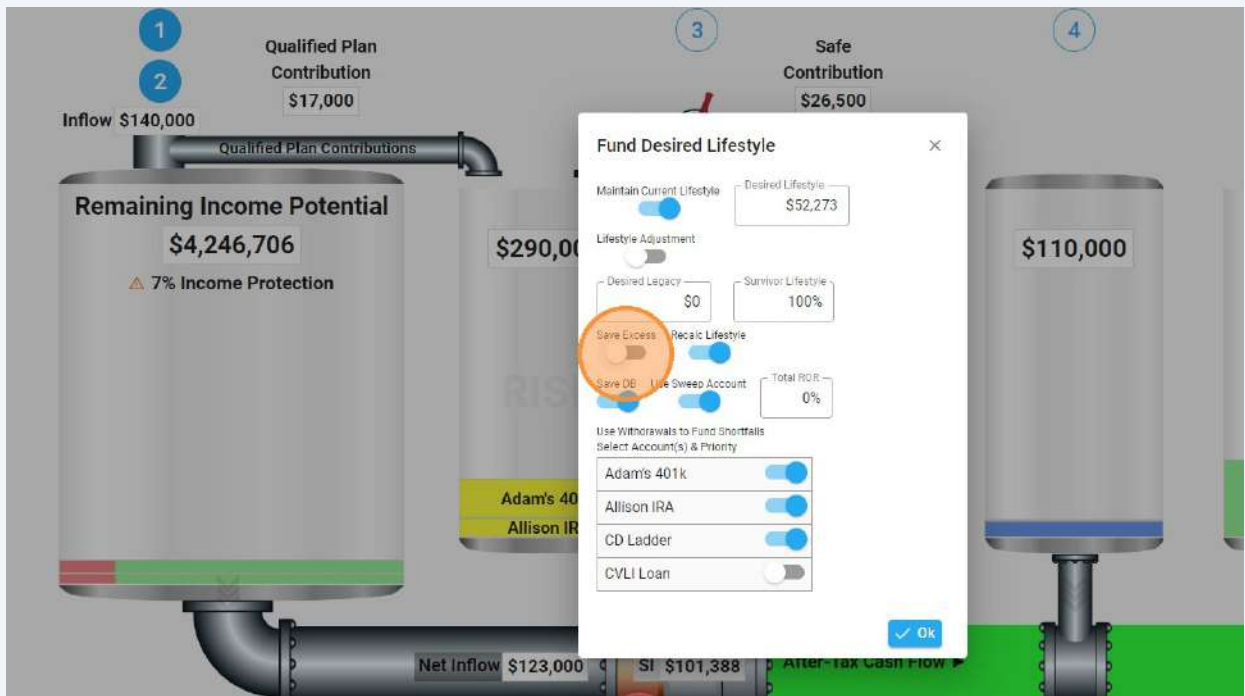 1
2
3
4
Qualified Plan
Contribution
$17,000
Safe
Contribution
$26,500
Inflow $140,000
Qualified Plan Contributions
Remaining Income Potential
$4,246,706
⚠ 7% Income Protection
$290,00
Adam's 40
Allison IR
$110,000
Fund Desired Lifestyle
Maintain Current Lifestyle
Desired Lifestyle
$52,273
Lifestyle Adjustment
Desired Legacy
$0
Survivor Lifestyle
100%
Save Excess
Recalc Lifestyle
Save DB
Use Sweep Account
Total ROR
0%
Use Withdrawals to Fund Shortfalls
Select Account(s) & Priority
Adam's 401k
Allison IRA
CD Ladder
CVLI Loan
Ok
Net Inflow $123,000
SI $101,388
After-Tax Cash Flow